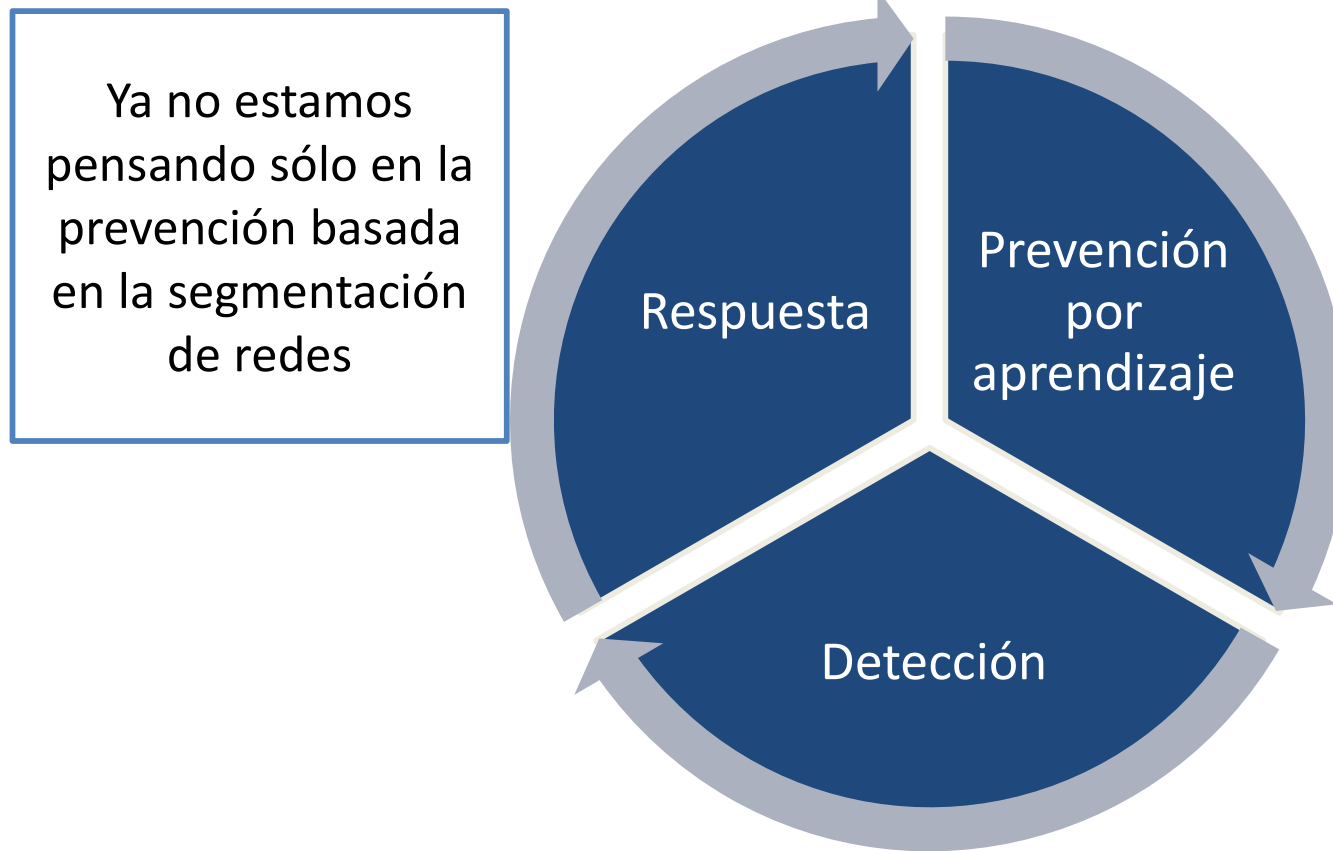 Ya no estamos
pensando sólo en la
prevención basada
en la segmentación
de redes
Respuesta
Prevención
por
aprendizaje
Detección